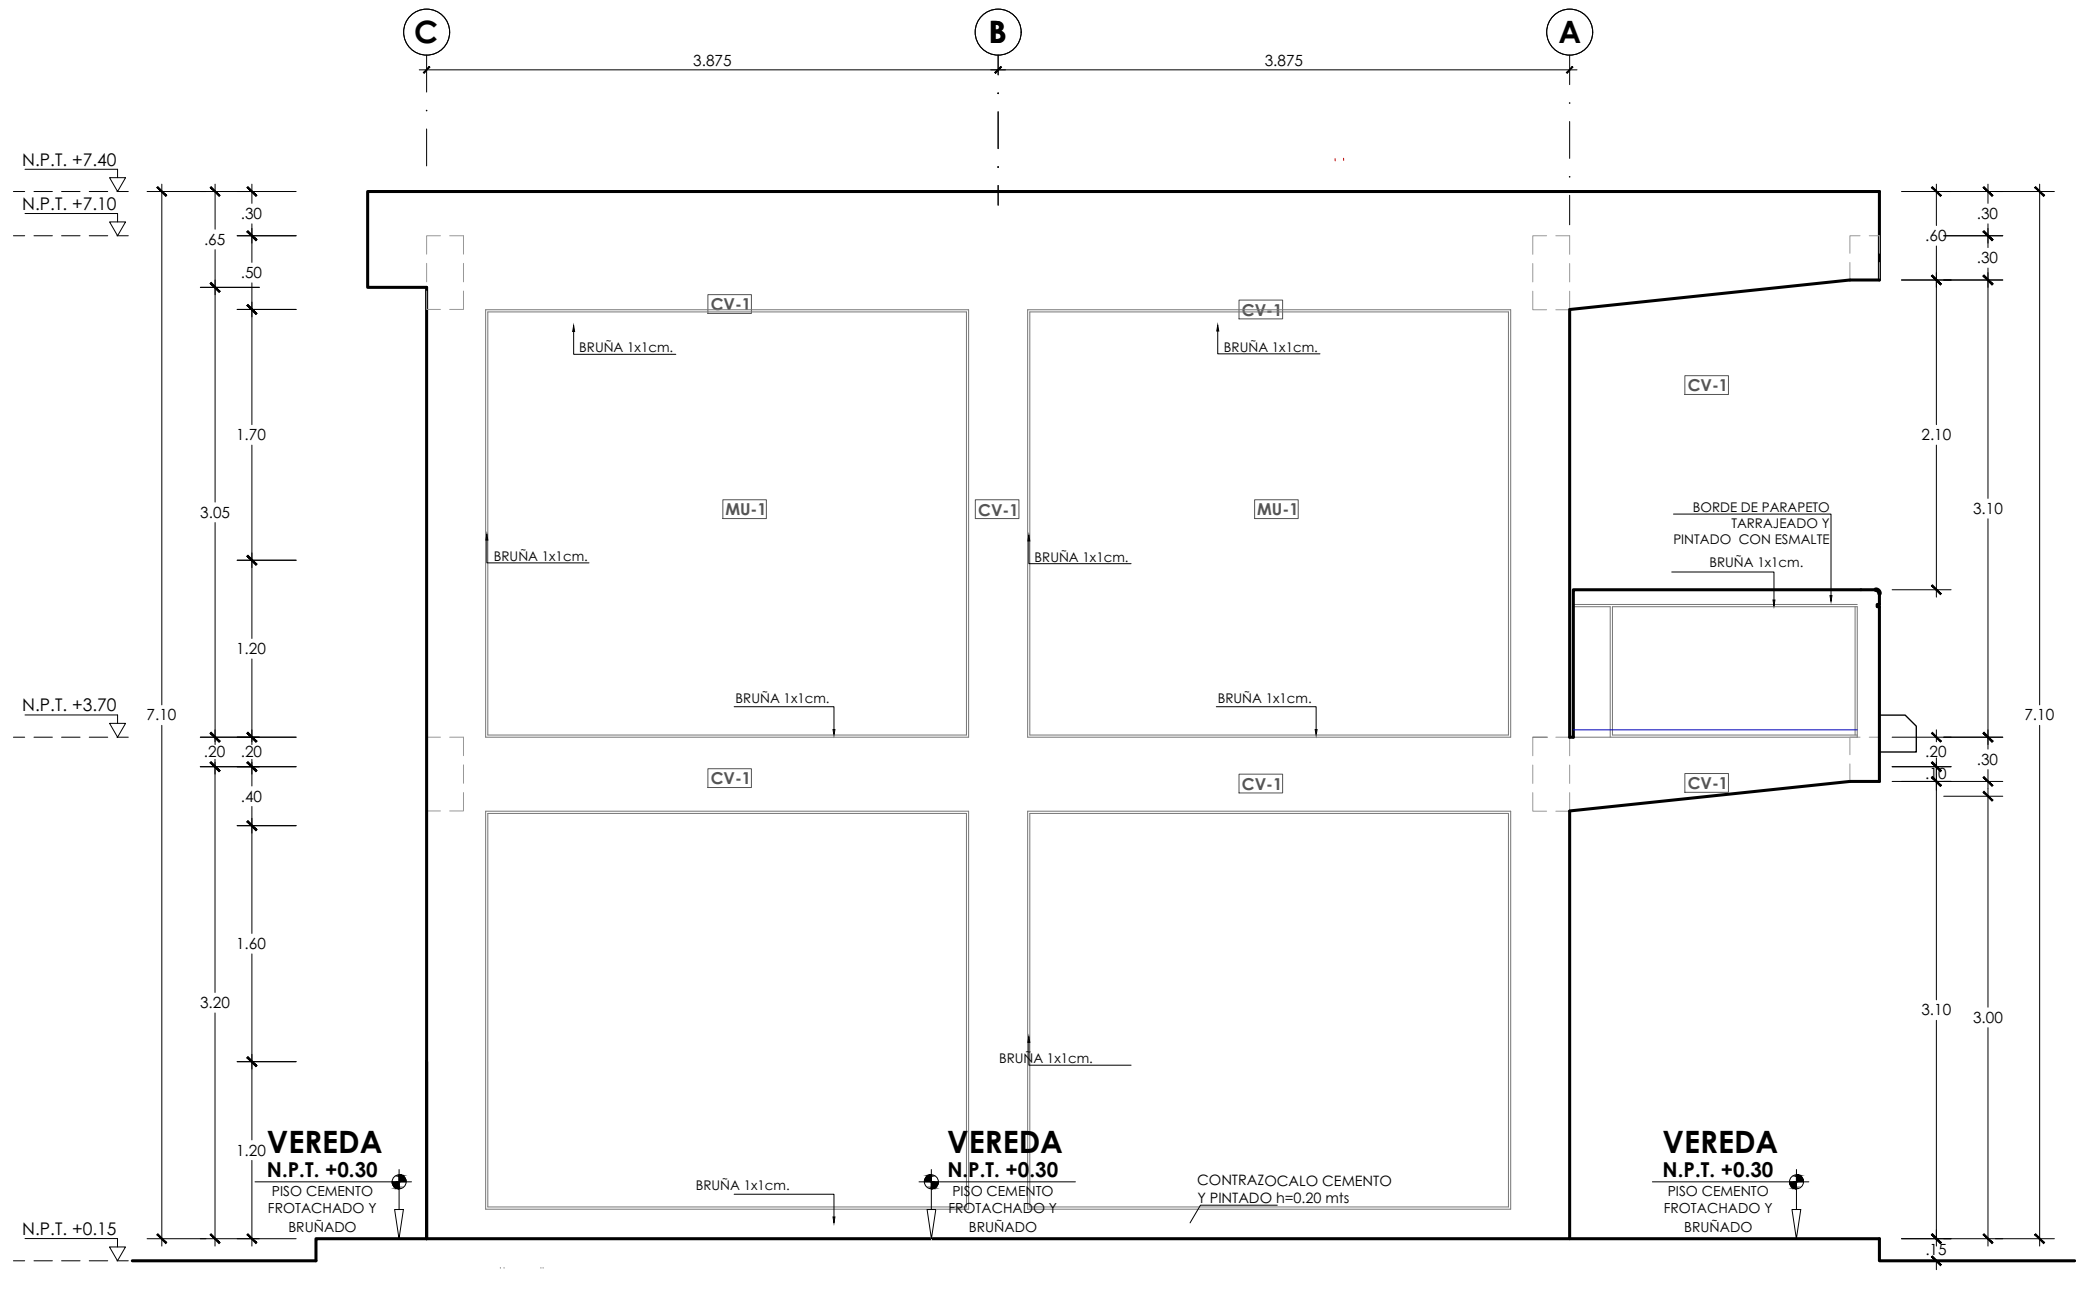 C
B
A
3.875
3.875
N.P.T. +7.40
N.P.T. +7.10
.30
.65
.50
.30
.60
.30
CV-1
CV-1
BRUÑA 1x1cm.
BRUÑA 1x1cm.
CV-1
1.70
2.10
3.05
MU-1
CV-1
MU-1
3.10
BORDE DE PARAPETO
TARRAJEADO Y
PINTADO CON ESMALTE
BRUÑA 1x1cm.
BRUÑA 1x1cm.
BRUÑA 1x1cm.
1.20
BRUÑA 1x1cm.
BRUÑA 1x1cm.
N.P.T. +3.70
7.10
7.10
.20
.20
.20
.30
.10
CV-1
CV-1
CV-1
.40
1.60
3.20
3.10
3.00
BRUÑA 1x1cm.
1.20
VEREDA
N.P.T. +0.30
PISO CEMENTO
FROTACHADO Y
BRUÑADO
BRUÑA 1x1cm.
VEREDA
N.P.T. +0.30
PISO CEMENTO
FROTACHADO Y
BRUÑADO
CONTRAZOCALO CEMENTO
Y PINTADO h=0.20 mts
VEREDA
N.P.T. +0.30
PISO CEMENTO
FROTACHADO Y
BRUÑADO
N.P.T. +0.15
.15